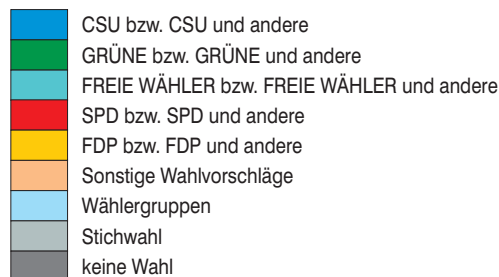 CSU bzw. CSU und andere
GRÜNE bzw. GRÜNE und andere
FREIE WÄHLER bzw. FREIE WÄHLER und andere
SPD bzw. SPD und andere
FDP bzw. FDP und andere
Sonstige Wahlvorschläge
Wählergruppen
Stichwahl
keine Wahl